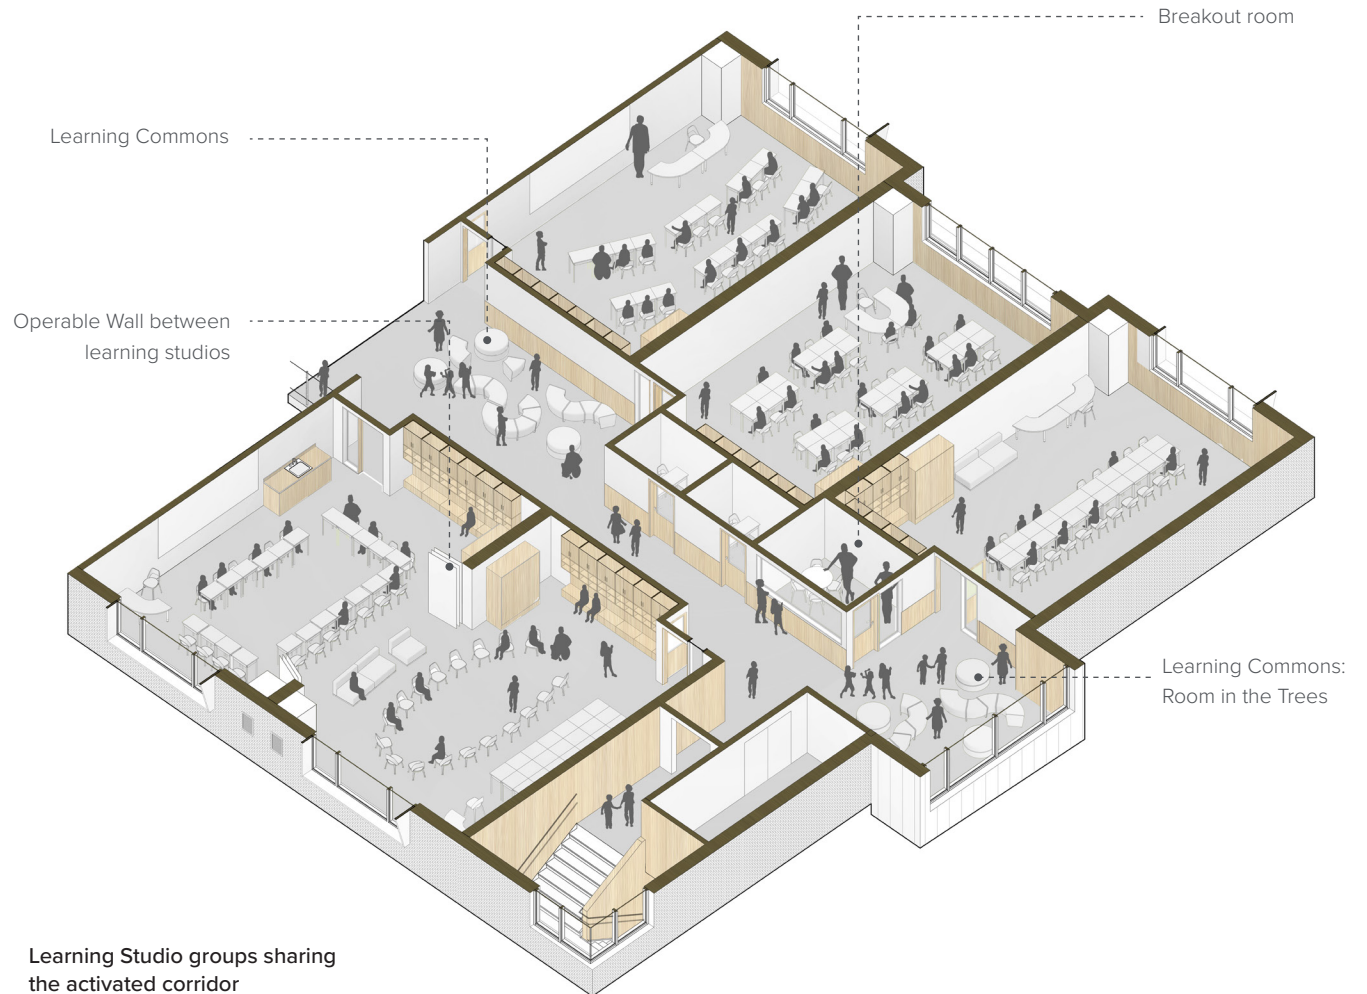 Breakout room
Learning Commons
Operable Wall between
learning studios
Learning Commons:
Room in the Trees
Learning Studio groups sharing
the activated corridor